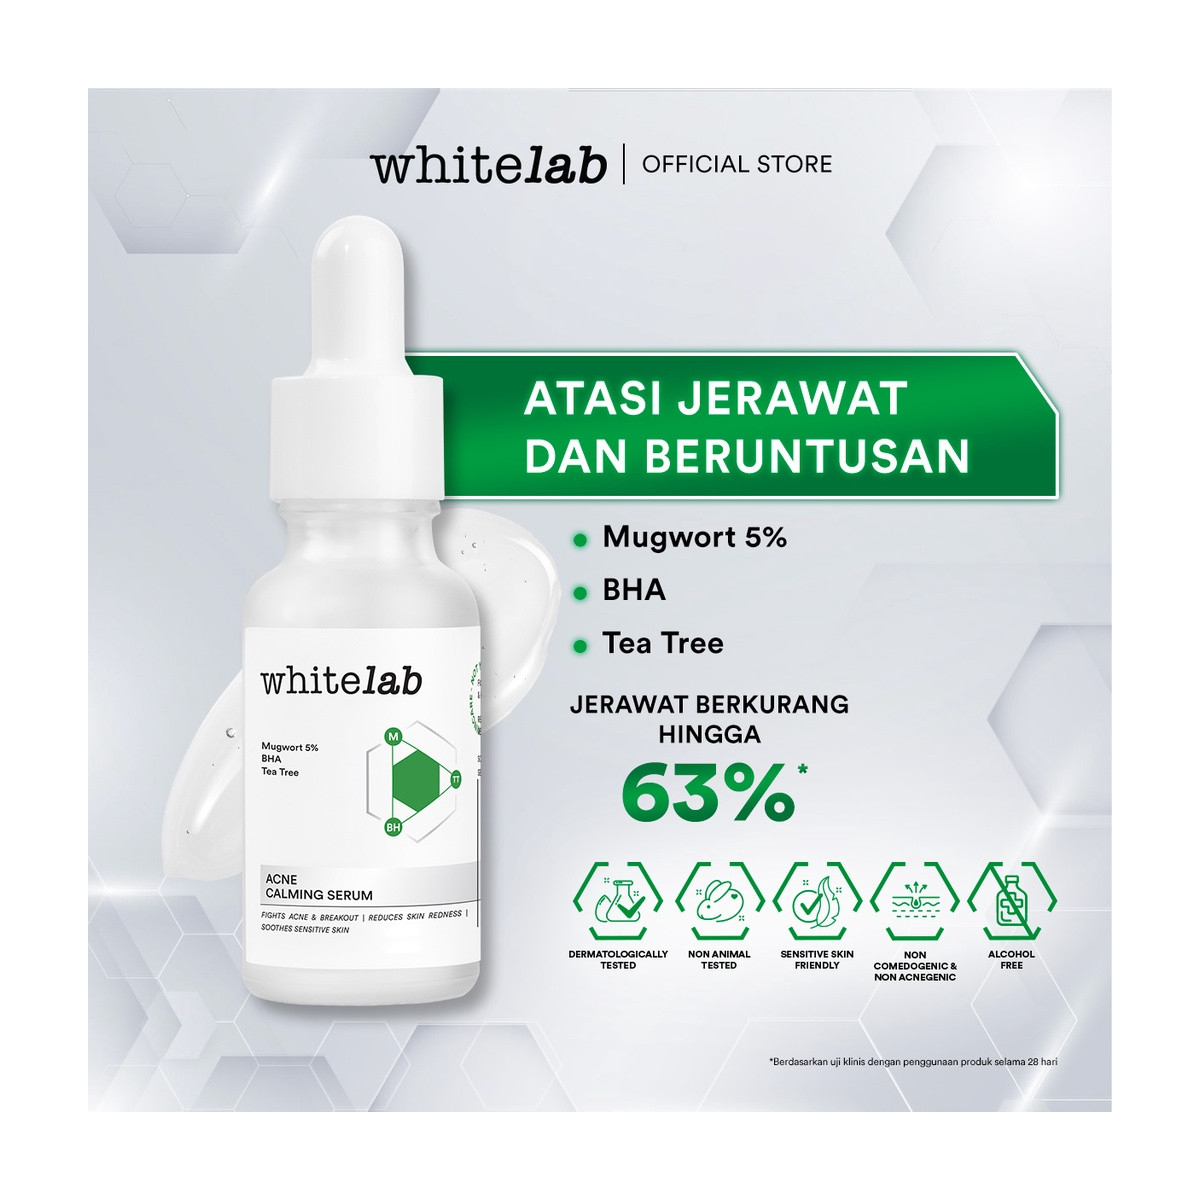 whitelab | OFFICIAL STORE
ATASI JERAWAT
DAN BERUNTUSAN
Mugwort 5%
BHA
Tea Tree
JERAWAT BERKURANG
HINGGA
63%*
DERMATOLOGICALLY
TESTED
NON ANIMAL
TESTED
SENSITIVE SKIN
FRIENDLY
NON
COMEDOGENIC &
NON ACNEGENIC
ALCOHOL
FREE
*Berdasarkan uji klinis dengan penggunaan produk selama 28 hari
whitelab
Mugwort 5%
BHA
Tea Tree
M
TT
BH
ACNE
CALMING SERUM
FIGHTS ACNE & BREAKOUT | REDUCES SKIN REDNESS |
SOOTHES SENSITIVE SKIN